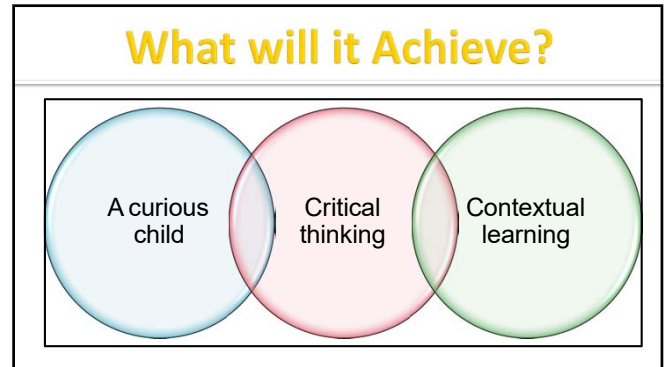 What will it Achieve?
A curious
child
Critical
thinking
Contextual
learning